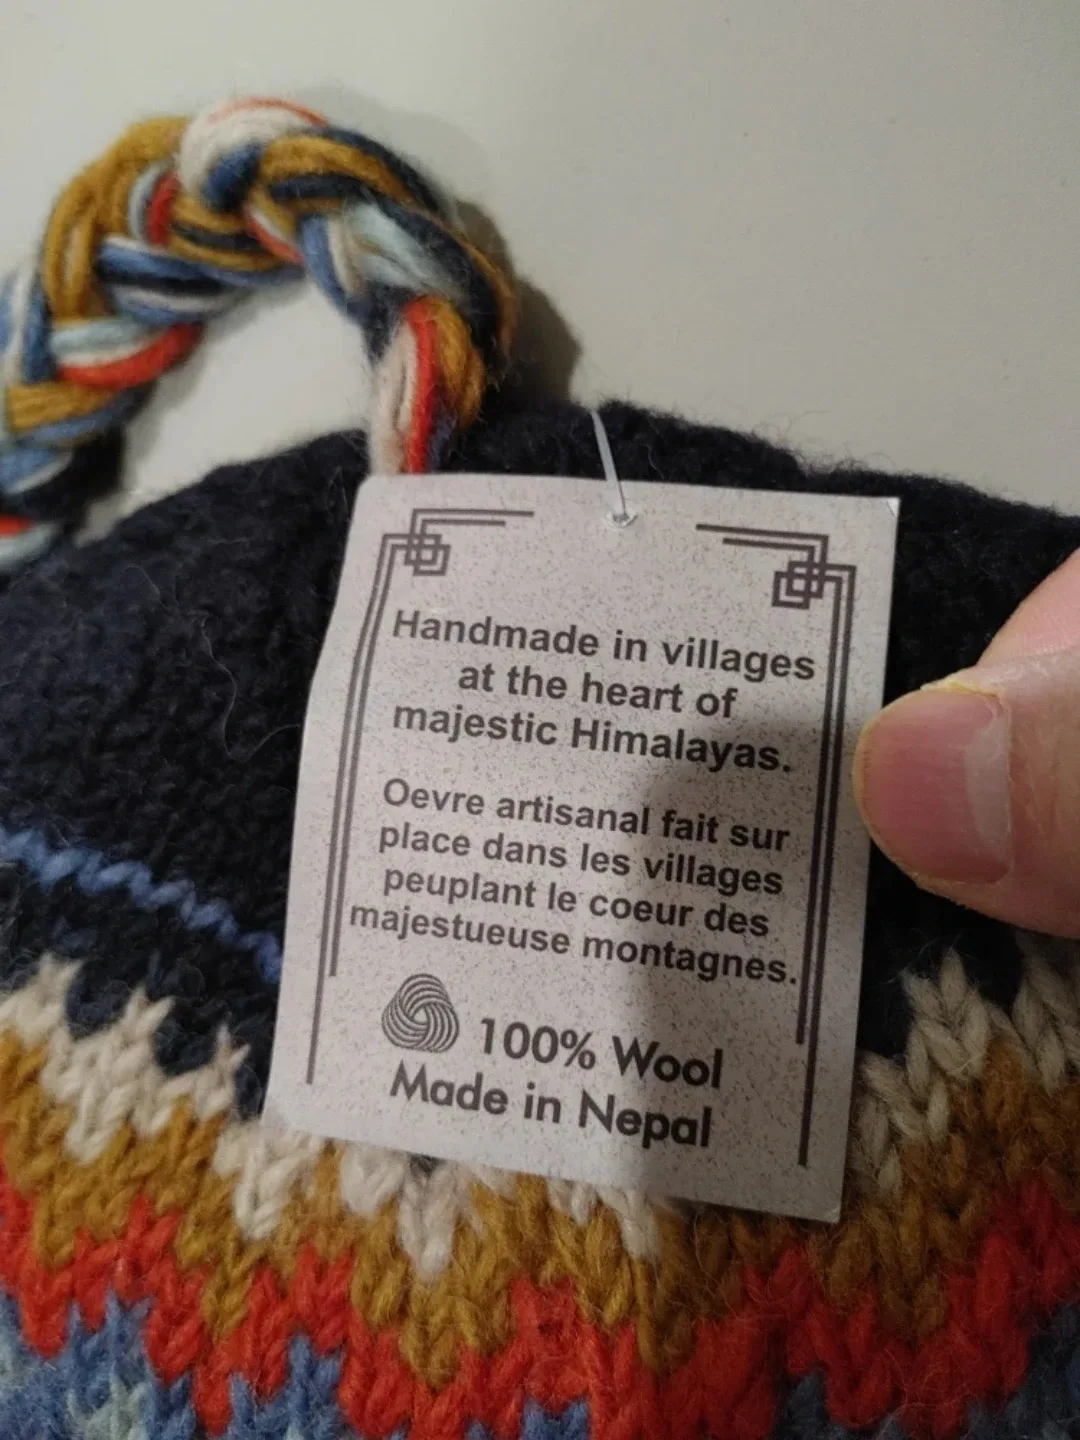 Handmade in villages
at the heart of
majestic Himalayas.
Oevre artisanal fait sur
place dans les villages
peuplant le coeur des
majestueuse montagnes.
100% Wool
Made in Nepal